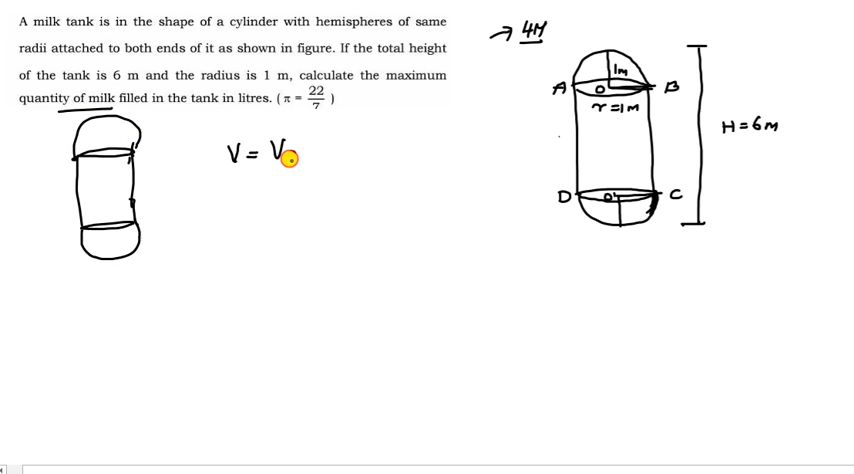 A milk tank is in the shape of a cylinder with hemispheres of same
radii attached to both ends of it as shown in figure. If the total height
of the tank is 6 m and the radius is 1 m, calculate the maximum
quantity of milk filled in the tank in litres. ( π = 22/7 )
→ 4M
1m
A O B
r = 1M
H = 6M
D O' C
V = V